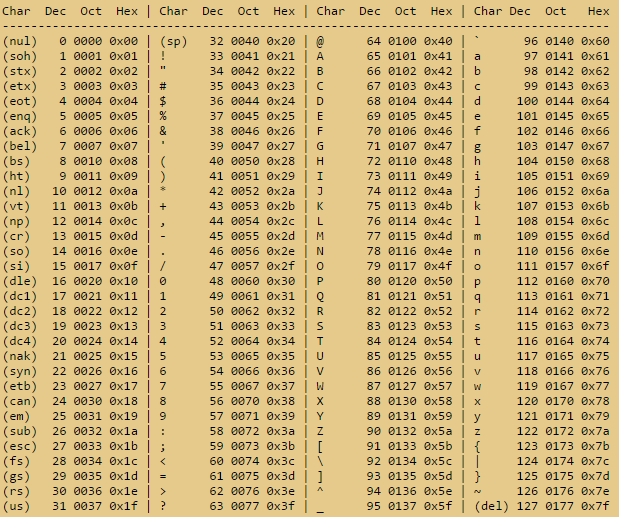 Char  Dec  Oct  Hex | Char  Dec  Oct  Hex | Char  Dec  Oct  Hex | Char Dec  Oct   Hex
-------------------------------------------------------------------------------------
(nul)   0 0000 0x00 | (sp)   32 0040 0x20 | @      64 0100 0x40 | `      96 0140 0x60
(soh)   1 0001 0x01 | !      33 0041 0x21 | A      65 0101 0x41 | a      97 0141 0x61
(stx)   2 0002 0x02 | "      34 0042 0x22 | B      66 0102 0x42 | b      98 0142 0x62
(etx)   3 0003 0x03 | #      35 0043 0x23 | C      67 0103 0x43 | c      99 0143 0x63
(eot)   4 0004 0x04 | $      36 0044 0x24 | D      68 0104 0x44 | d     100 0144 0x64
(enq)   5 0005 0x05 | %      37 0045 0x25 | E      69 0105 0x45 | e     101 0145 0x65
(ack)   6 0006 0x06 | &      38 0046 0x26 | F      70 0106 0x46 | f     102 0146 0x66
(bel)   7 0007 0x07 | '      39 0047 0x27 | G      71 0107 0x47 | g     103 0147 0x67
(bs)    8 0010 0x08 | (      40 0050 0x28 | H      72 0110 0x48 | h     104 0150 0x68
(ht)    9 0011 0x09 | )      41 0051 0x29 | I      73 0111 0x49 | i     105 0151 0x69
(nl)   10 0012 0x0a | *      42 0052 0x2a | J      74 0112 0x4a | j     106 0152 0x6a
(vt)   11 0013 0x0b | +      43 0053 0x2b | K      75 0113 0x4b | k     107 0153 0x6b
(np)   12 0014 0x0c | ,      44 0054 0x2c | L      76 0114 0x4c | l     108 0154 0x6c
(cr)   13 0015 0x0d | -      45 0055 0x2d | M      77 0115 0x4d | m     109 0155 0x6d
(so)   14 0016 0x0e | .      46 0056 0x2e | N      78 0116 0x4e | n     110 0156 0x6e
(si)   15 0017 0x0f | /      47 0057 0x2f | O      79 0117 0x4f | o     111 0157 0x6f
(dle)  16 0020 0x10 | 0      48 0060 0x30 | P      80 0120 0x50 | p     112 0160 0x70
(dc1)  17 0021 0x11 | 1      49 0061 0x31 | Q      81 0121 0x51 | q     113 0161 0x71
(dc2)  18 0022 0x12 | 2      50 0062 0x32 | R      82 0122 0x52 | r     114 0162 0x72
(dc3)  19 0023 0x13 | 3      51 0063 0x33 | S      83 0123 0x53 | s     115 0163 0x73
(dc4)  20 0024 0x14 | 4      52 0064 0x34 | T      84 0124 0x54 | t     116 0164 0x74
(nak)  21 0025 0x15 | 5      53 0065 0x35 | U      85 0125 0x55 | u     117 0165 0x75
(syn)  22 0026 0x16 | 6      54 0066 0x36 | V      86 0126 0x56 | v     118 0166 0x76
(etb)  23 0027 0x17 | 7      55 0067 0x37 | W      87 0127 0x57 | w     119 0167 0x77
(can)  24 0030 0x18 | 8      56 0070 0x38 | X      88 0130 0x58 | x     120 0170 0x78
(em)   25 0031 0x19 | 9      57 0071 0x39 | Y      89 0131 0x59 | y     121 0171 0x79
(sub)  26 0032 0x1a | :      58 0072 0x3a | Z      90 0132 0x5a | z     122 0172 0x7a
(esc)  27 0033 0x1b | ;      59 0073 0x3b | [      91 0133 0x5b | {     123 0173 0x7b
(fs)   28 0034 0x1c | <      60 0074 0x3c | \      92 0134 0x5c | |     124 0174 0x7c
(gs)   29 0035 0x1d | =      61 0075 0x3d | ]      93 0135 0x5d | }     125 0175 0x7d
(rs)   30 0036 0x1e | >      62 0076 0x3e | ^      94 0136 0x5e | ~     126 0176 0x7e
(us)   31 0037 0x1f | ?      63 0077 0x3f | _      95 0137 0x5f | (del) 127 0177 0x7f